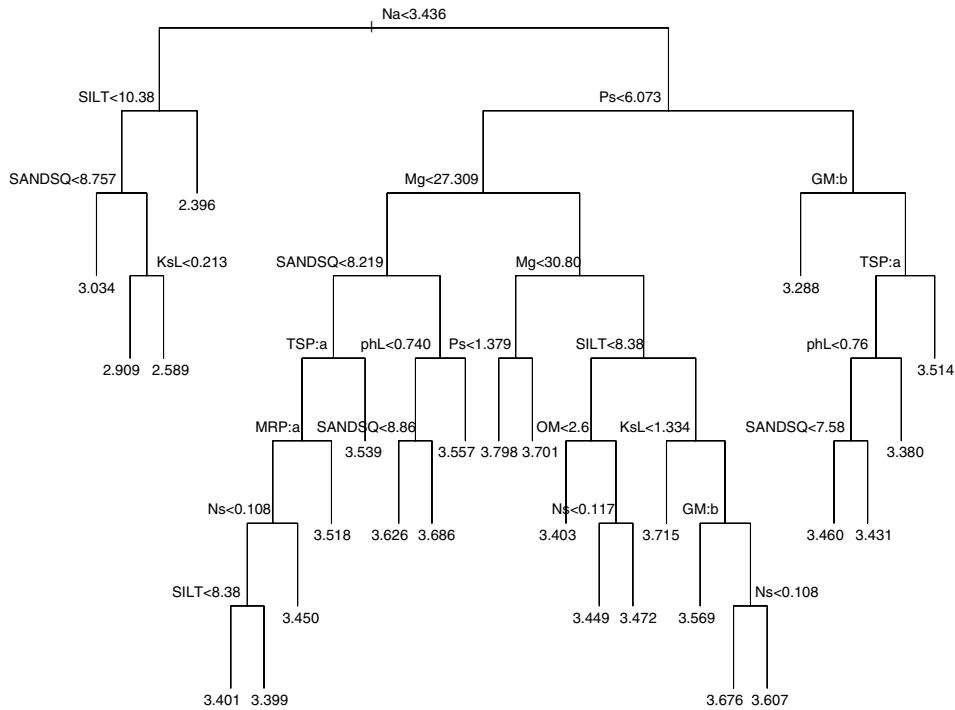 Na<3.436
SILT<10.38
Ps<6.073
SANDSQ<8.757
2.396
Mg<27.309
GM:b
3.034
KsL<0.213
SANDSQ<8.219
Mg<30.80
3.288
TSP:a
2.909
2.589
TSP:a
phL<0.740
Ps<1.379
SILT<8.38
phL<0.76
3.514
MRP:a
3.539
SANDSQ<8.86
3.557
3.798
3.701
OM<2.6
KsL<1.334
SANDSQ<7.58
3.380
Ns<0.108
3.518
3.626
3.686
3.403
Ns<0.117
3.715
GM:b
3.460
3.431
SILT<8.38
3.450
3.449
3.472
3.569
Ns<0.108
3.401
3.399
3.676
3.607